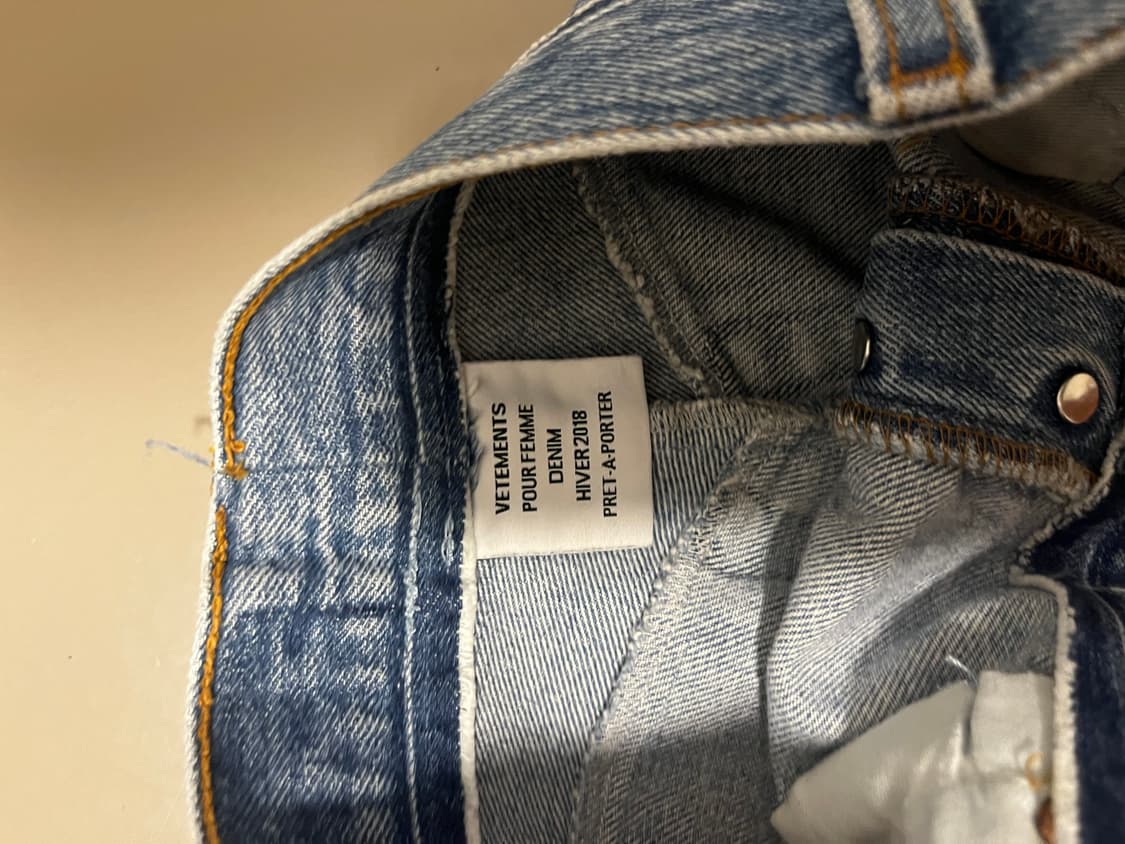 VETEMENTS
POUR FEMME
DENIM
HIVER 2018
PRET-A-PORTER